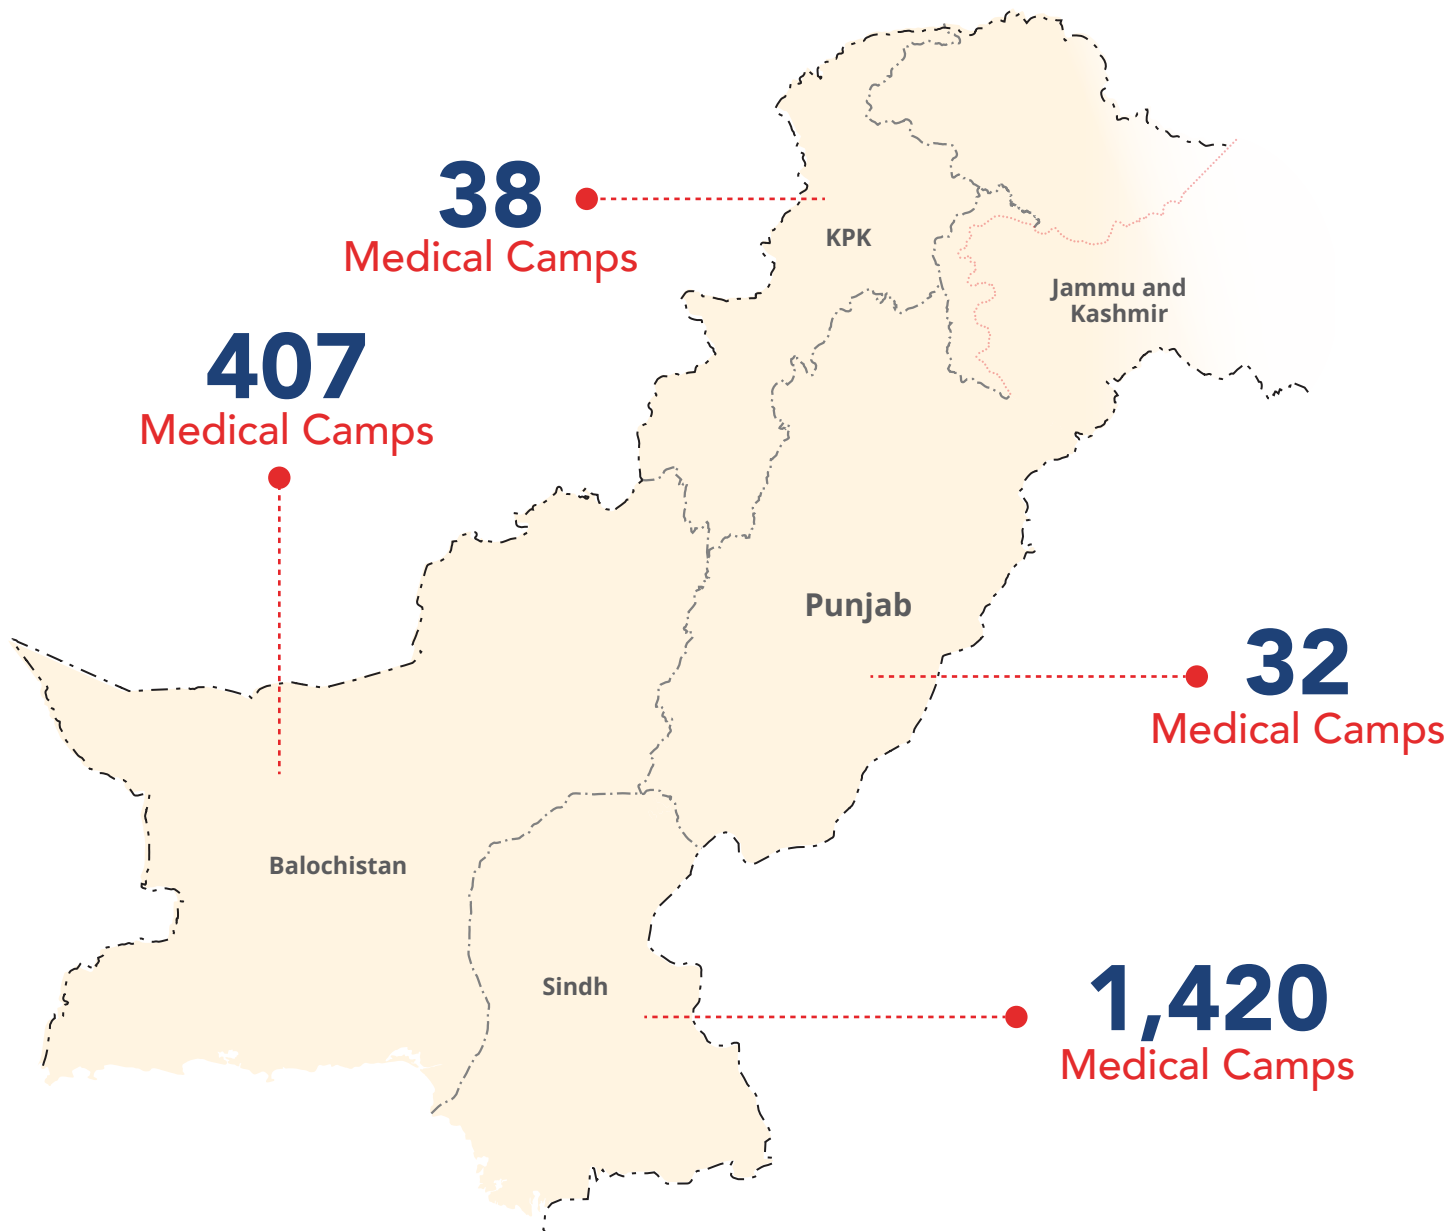 38
Medical Camps
KPK
Jammu and
Kashmir
407
Medical Camps
Punjab
32
Medical Camps
Balochistan
Sindh
1,420
Medical Camps